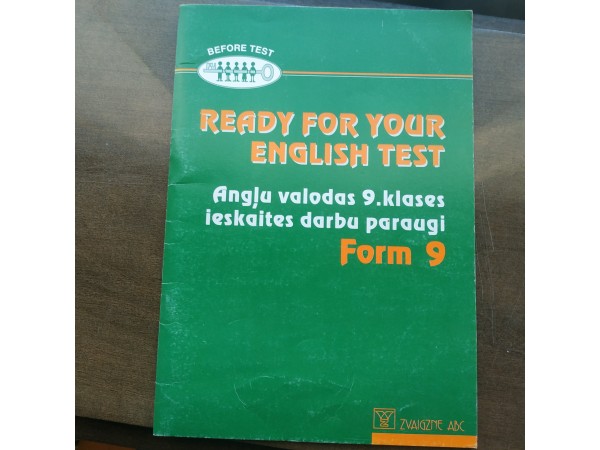 BEFORE TEST
READY FOR YOUR
ENGLISH TEST
Angļu valodas 9.klases
ieskaites darbu paraugi
Form 9
ZVAIGZNE ABC